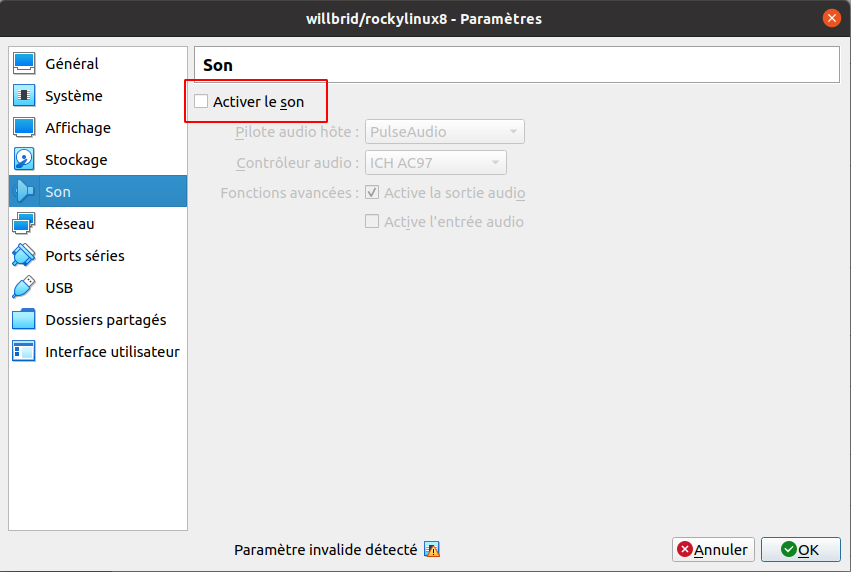 willbrid/rockylinux8 - Paramètres
Général
Système
Affichage
Stockage
Son
Réseau
Ports séries
USB
Dossiers partagés
Interface utilisateur
Son
Activer le son
Pilote audio hôte : PulseAudio
Contrôleur audio : ICH AC97
Fonctions avancées : Active la sortie audio
Active l'entrée audio
Paramètre invalide détecté
Annuler OK